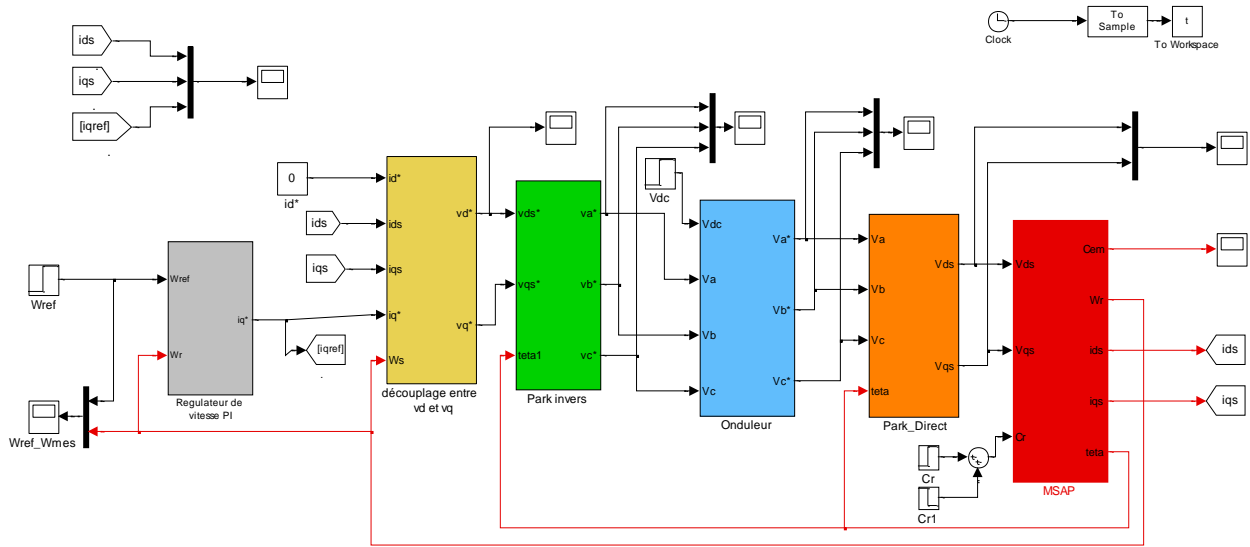 ids
iqs
.
[iqref]
.
Clock
To
Sample
t
To Workspace
0
id*
ids
iqs
Wref
Wref
Wr
iq*
Regulateur de
vitesse PI
[iqref]
.
Wref_Wmes
id*
ids
iqs
iq*
Ws
vd*
vq*
découplage entre
vd et vq
vds*
vqs*
teta1
va*
vb*
vc*
Park invers
Vdc
Vdc
Va
Vb
Vc
Va*
Vb*
Vc*
Onduleur
Va
Vb
Vc
teta
Vds
Vqs
Park_Direct
Cr
Cr1
Vds
Vqs
Cr
Cem
Wr
ids
iqs
teta
MSAP
ids
iqs